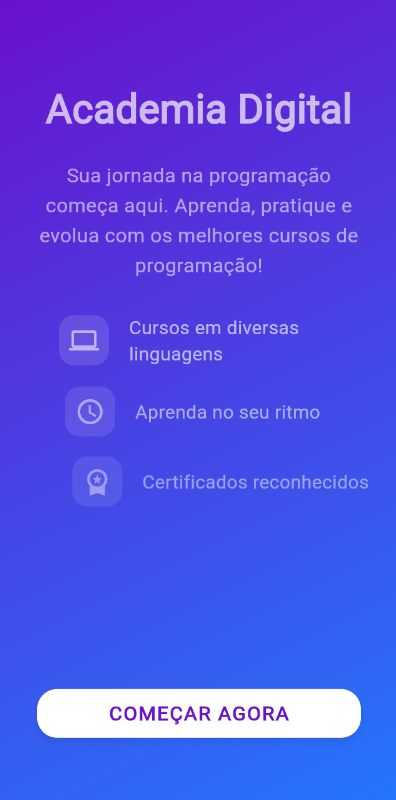 Academia Digital
Sua jornada na programação
começa aqui. Aprenda, pratique e
evolua com os melhores cursos de
programação!
Cursos em diversas
linguagens
Aprenda no seu ritmo
Certificados reconhecidos
COMEÇAR AGORA